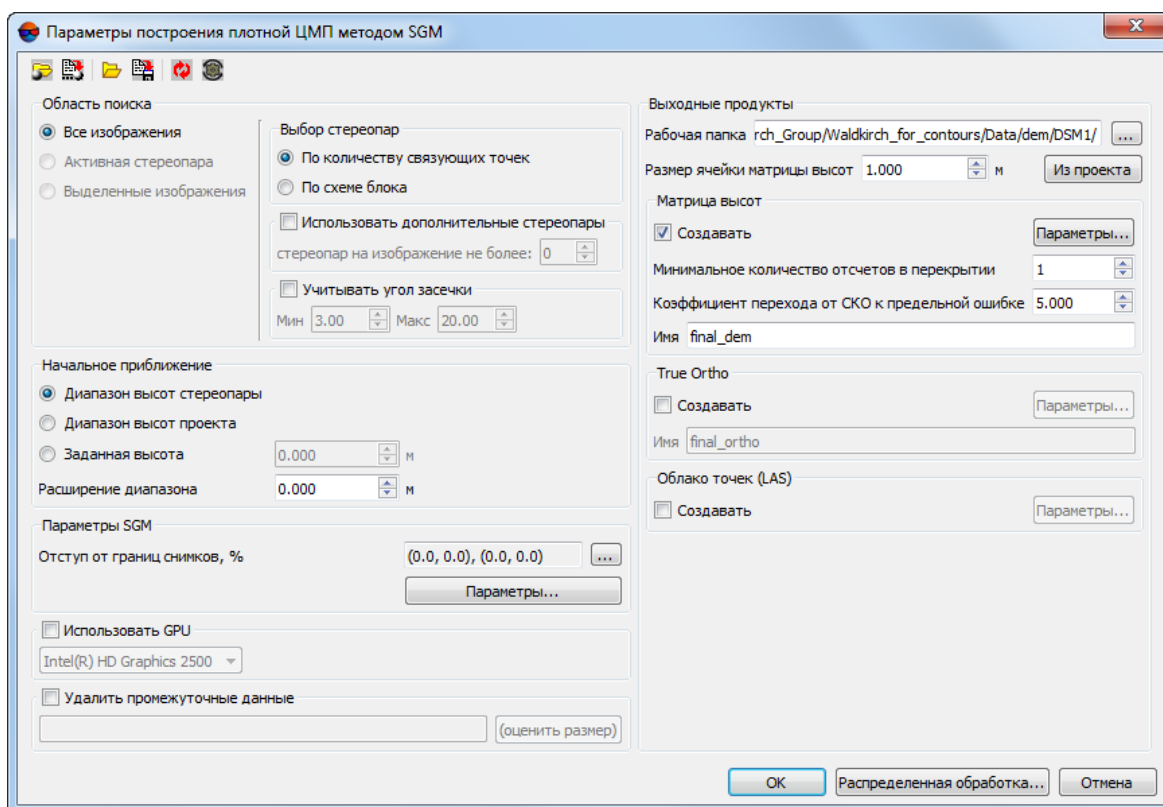 Параметры построения плотной ЦМП методом SGM
Область поиска
Все изображения
Активная стереопара
Выделенные изображения
Выбор стереопар
По количеству связующих точек
По схеме блока
Использовать дополнительные стереопары
стереопар на изображение не более: 0
Учитывать угол засечки
Мин 3.00 Макс 20.00
Начальное приближение
Диапазон высот стереопары
Диапазон высот проекта
Заданная высота 0.000 м
Расширение диапазона 0.000 м
Параметры SGM
Отступ от границ снимков, % (0.0, 0.0), (0.0, 0.0) ...
Параметры...
Использовать GPU
Intel(R) HD Graphics 2500
Удалить промежуточные данные
(оценить размер)
Выходные продукты
Рабочая папка rch_Group/Waldkirch_for_contours/Data/dem/DSM1/ ...
Размер ячейки матрицы высот 1.000 м Из проекта
Матрица высот
Создавать Параметры...
Минимальное количество отсчетов в перекрытии 1
Коэффициент перехода от СКО к предельной ошибке 5.000
Имя final_dem
True Ortho
Создавать Параметры...
Имя final_ortho
Облако точек (LAS)
Создавать Параметры...
OK Распределенная обработка... Отмена